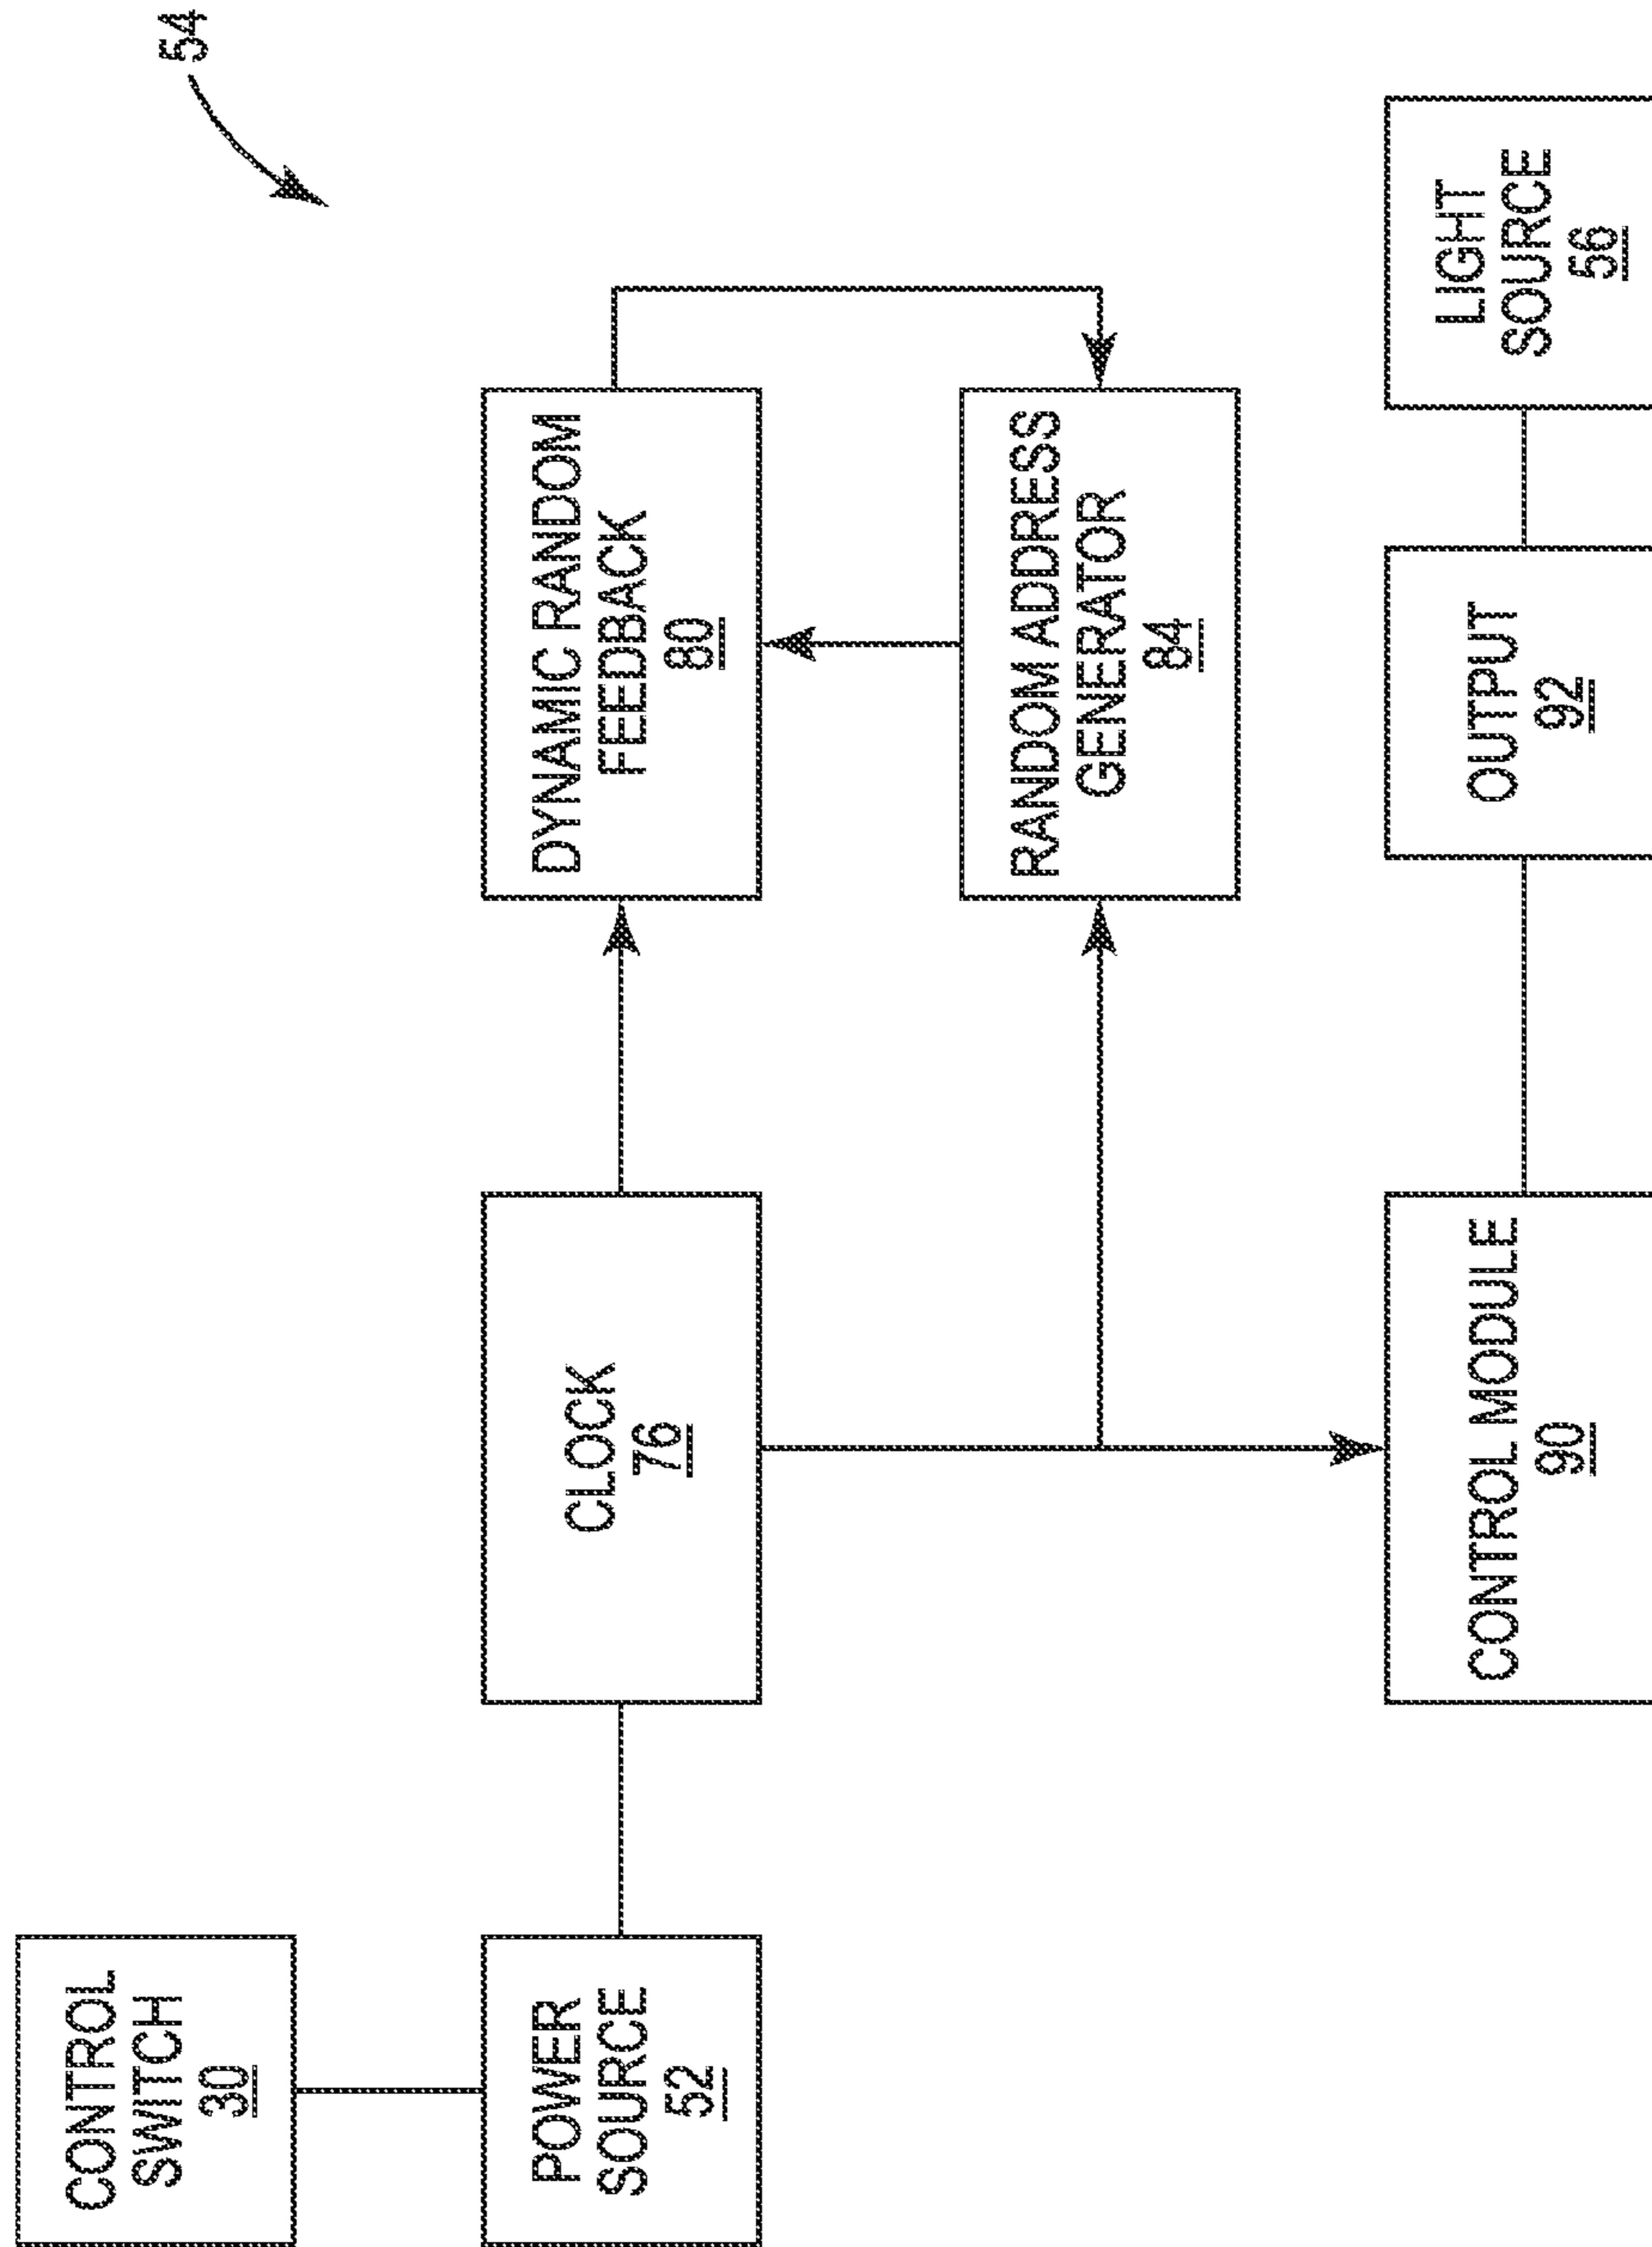 54
CONTROL
SWITCH
30
POWER
SOURCE
52
CLOCK
76
DYNAMIC RANDOM
FEEDBACK
80
RANDOM ADDRESS
GENERATOR
84
CONTROL MODULE
90
OUTPUT
92
LIGHT
SOURCE
56